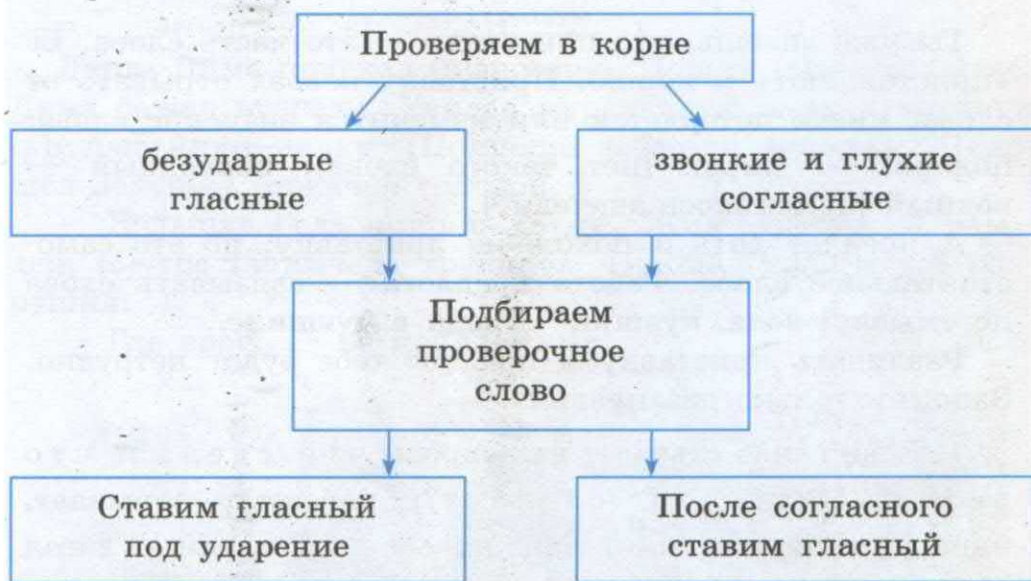 Проверяем в корне
безударные
гласные
звонкие и глухие
согласные
Подбираем
проверочное
слово
Ставим гласный
под ударение
После согласного
ставим гласный